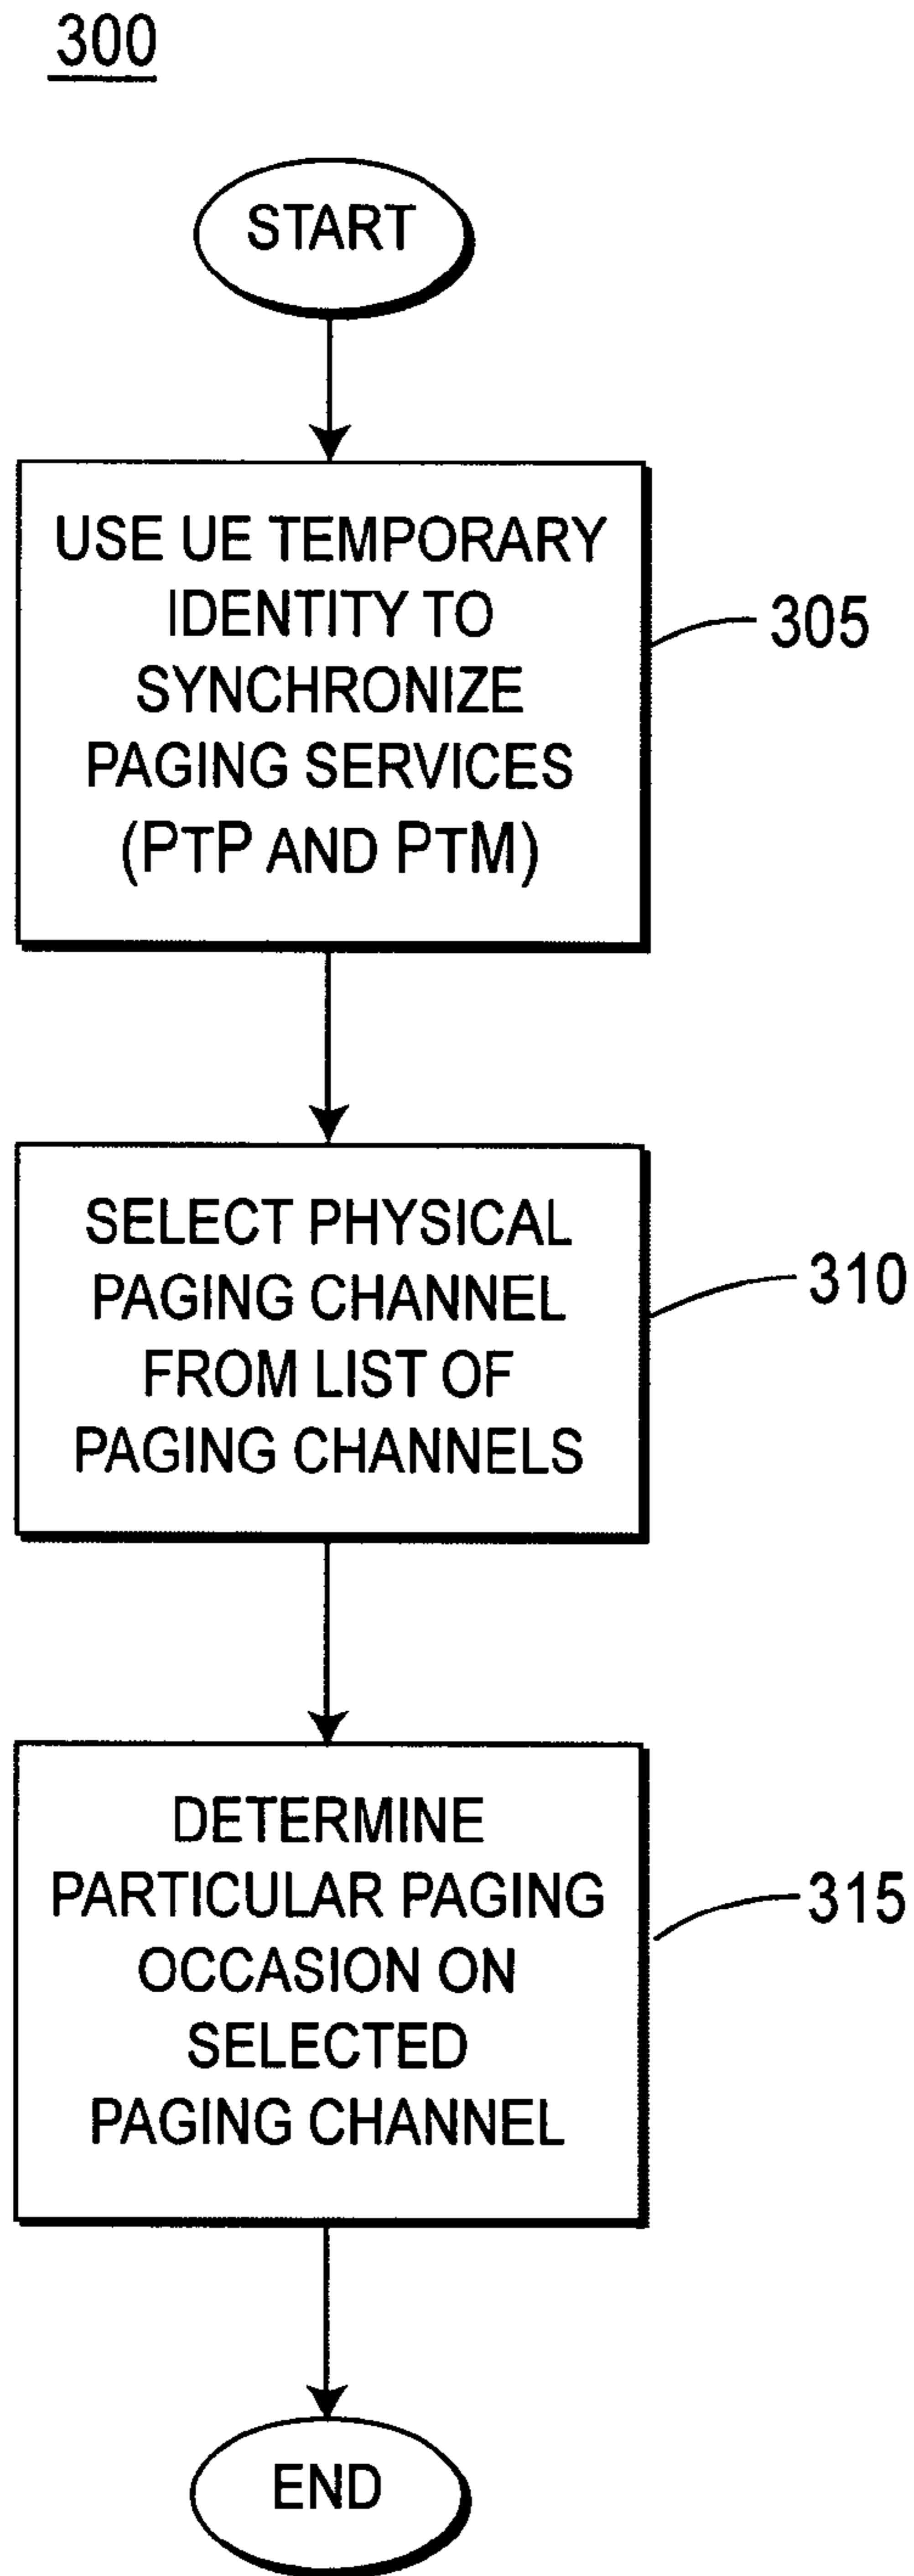 300
START
USE UE TEMPORARY
IDENTITY TO
SYNCHRONIZE
PAGING SERVICES
(PTP AND PTM)
305
SELECT PHYSICAL
PAGING CHANNEL
FROM LIST OF
PAGING CHANNELS
310
DETERMINE
PARTICULAR PAGING
OCCASION ON
SELECTED
PAGING CHANNEL
315
END